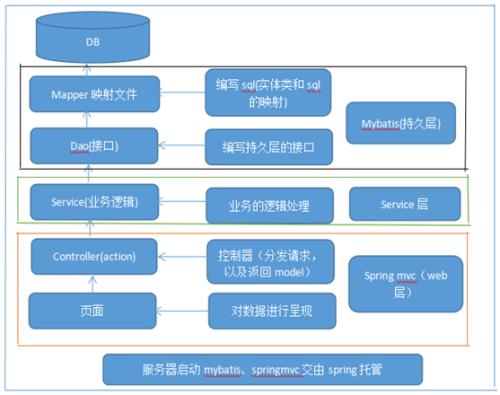 DB
Mapper 映射文件
编写 sql(实体类和 sql
的映射)
Mybatis(持久层)
Dao(接口)
编写持久层的接口
Service(业务逻辑)
业务的逻辑处理
Service 层
Controller(action)
控制器（分发请求，
以及返回 model）
Spring mvc（web
层）
页面
对数据进行呈现
服务器启动 mybatis、springmvc 交由 spring 托管